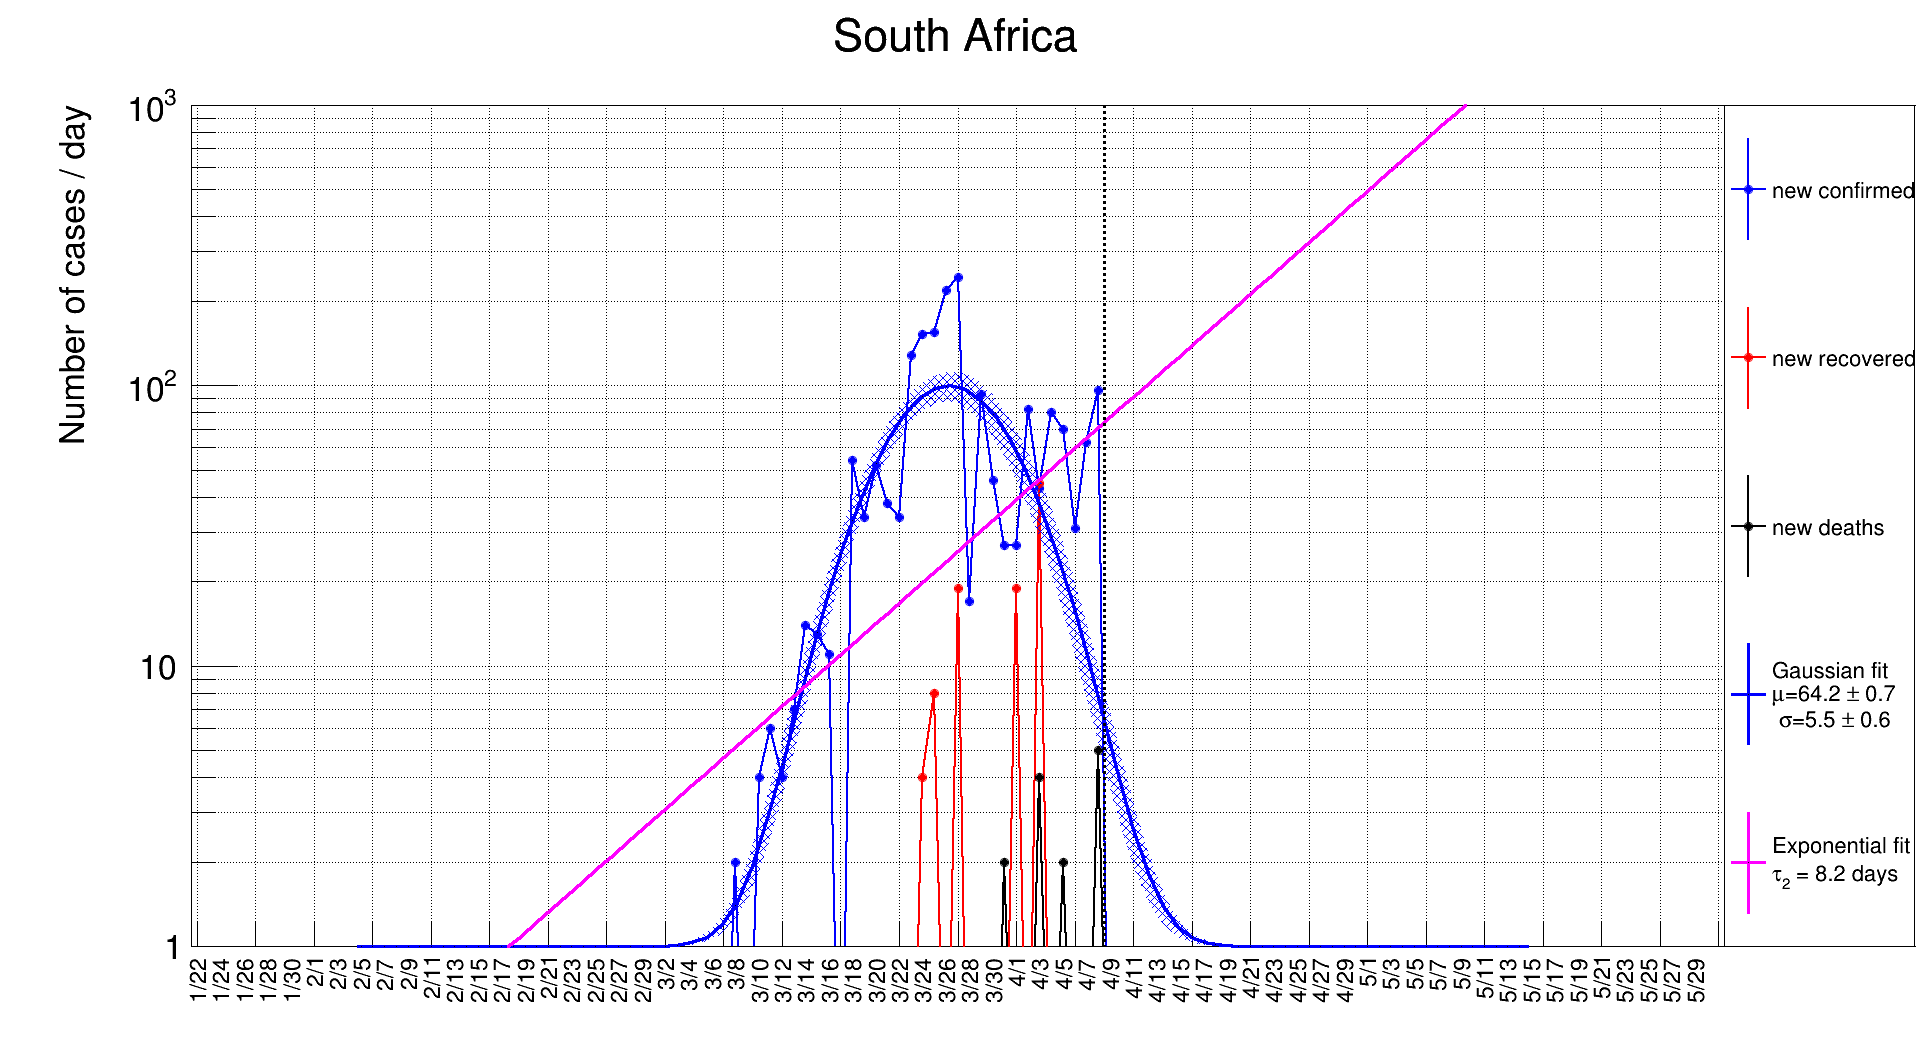 South Africa
Number of cases / day
10³
10²
10
1
1/22 1/24 1/26 1/28 1/30 2/1 2/3 2/5 2/7 2/9 2/11 2/13 2/15 2/17 2/19 2/21 2/23 2/25 2/27 2/29 3/2 3/4 3/6 3/8 3/10 3/12 3/14 3/16 3/18 3/20 3/22 3/24 3/26 3/28 3/30 4/1 4/3 4/5 4/7 4/9 4/11 4/13 4/15 4/17 4/19 4/21 4/23 4/25 4/27 4/29 5/1 5/3 5/5 5/7 5/9 5/11 5/13 5/15 5/17 5/19 5/21 5/23 5/25 5/27 5/29
new confirmed
new recovered
new deaths
Gaussian fit
μ=64.2 ± 0.7
σ=5.5 ± 0.6
Exponential fit
τ₂ = 8.2 days